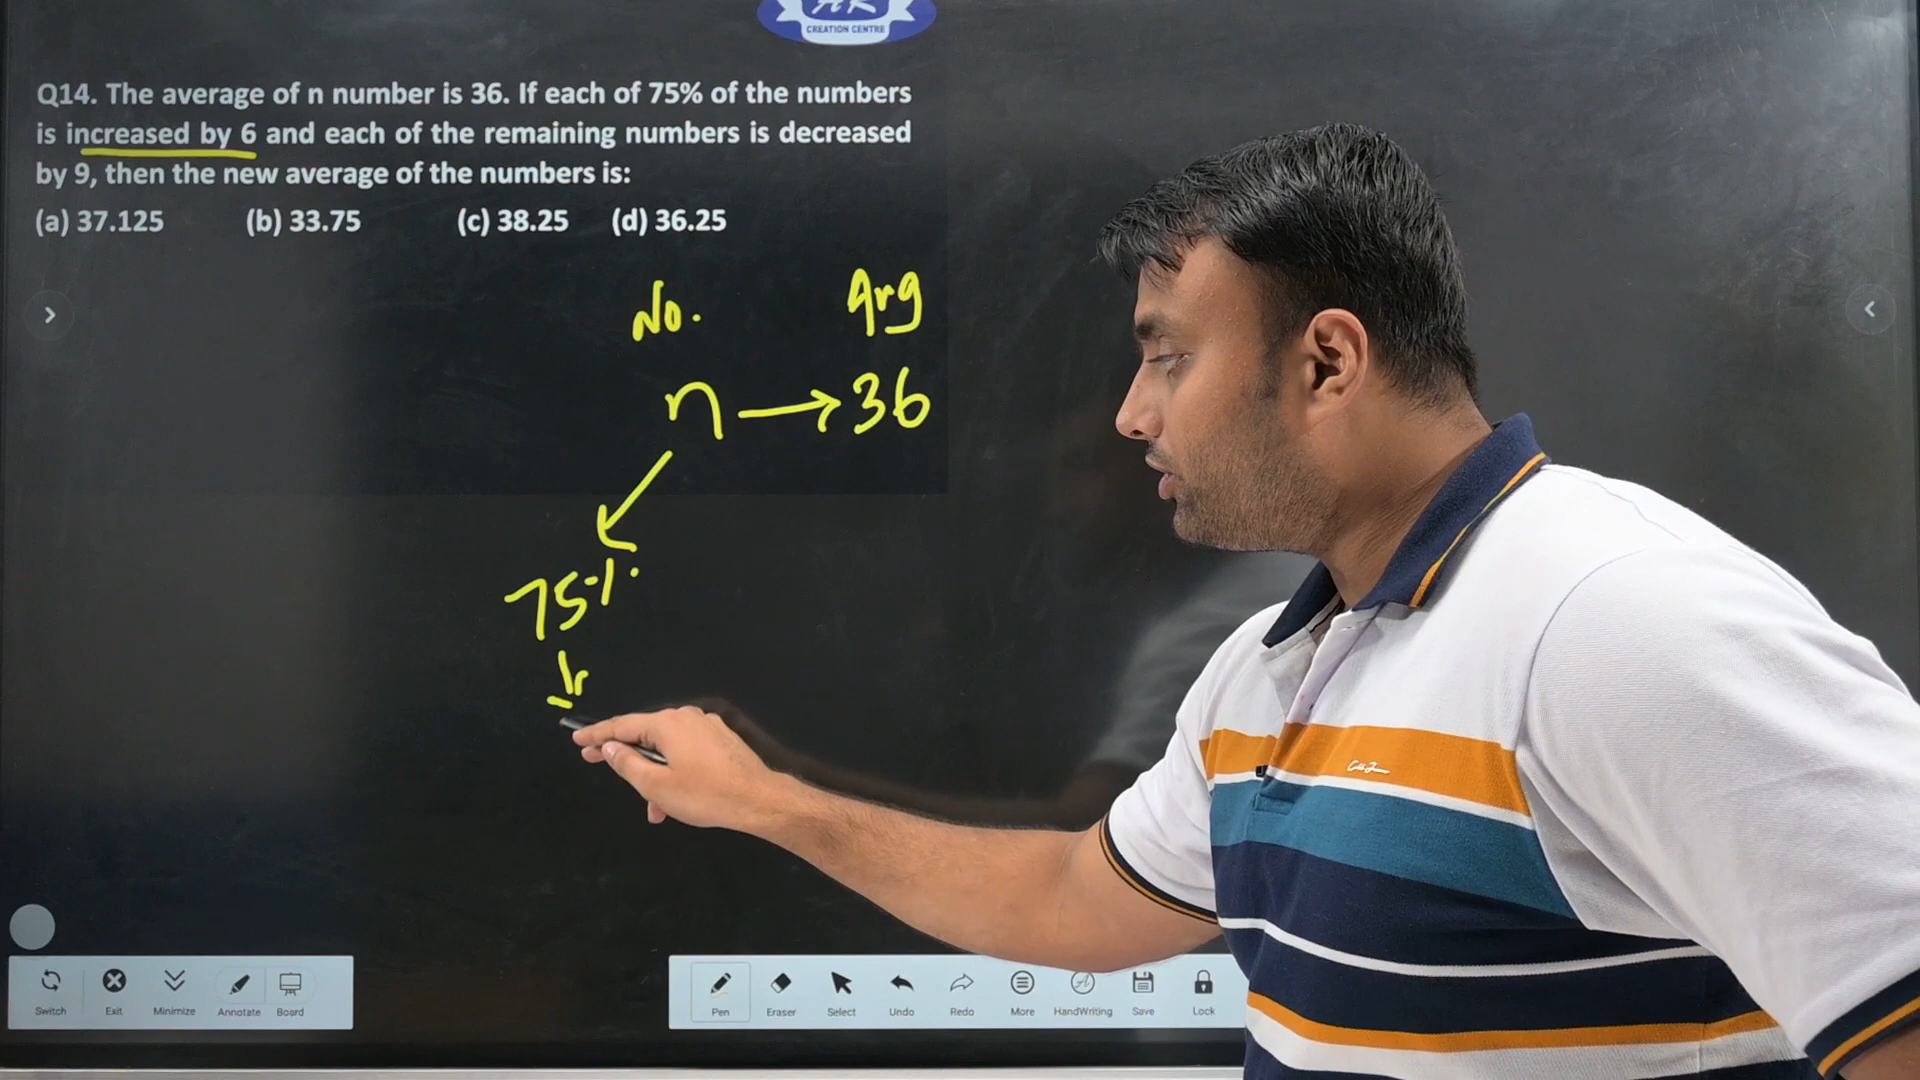 AK
CREATION CENTRE
Q14. The average of n number is 36. If each of 75% of the numbers
is increased by 6 and each of the remaining numbers is decreased
by 9, then the new average of the numbers is:
(a) 37.125 (b) 33.75 (c) 38.25 (d) 36.25
No. Avg
n → 36
75%
Switch Exit Minimize Annotate Board
Pen Eraser Select Undo Redo More HandWriting Save Lock